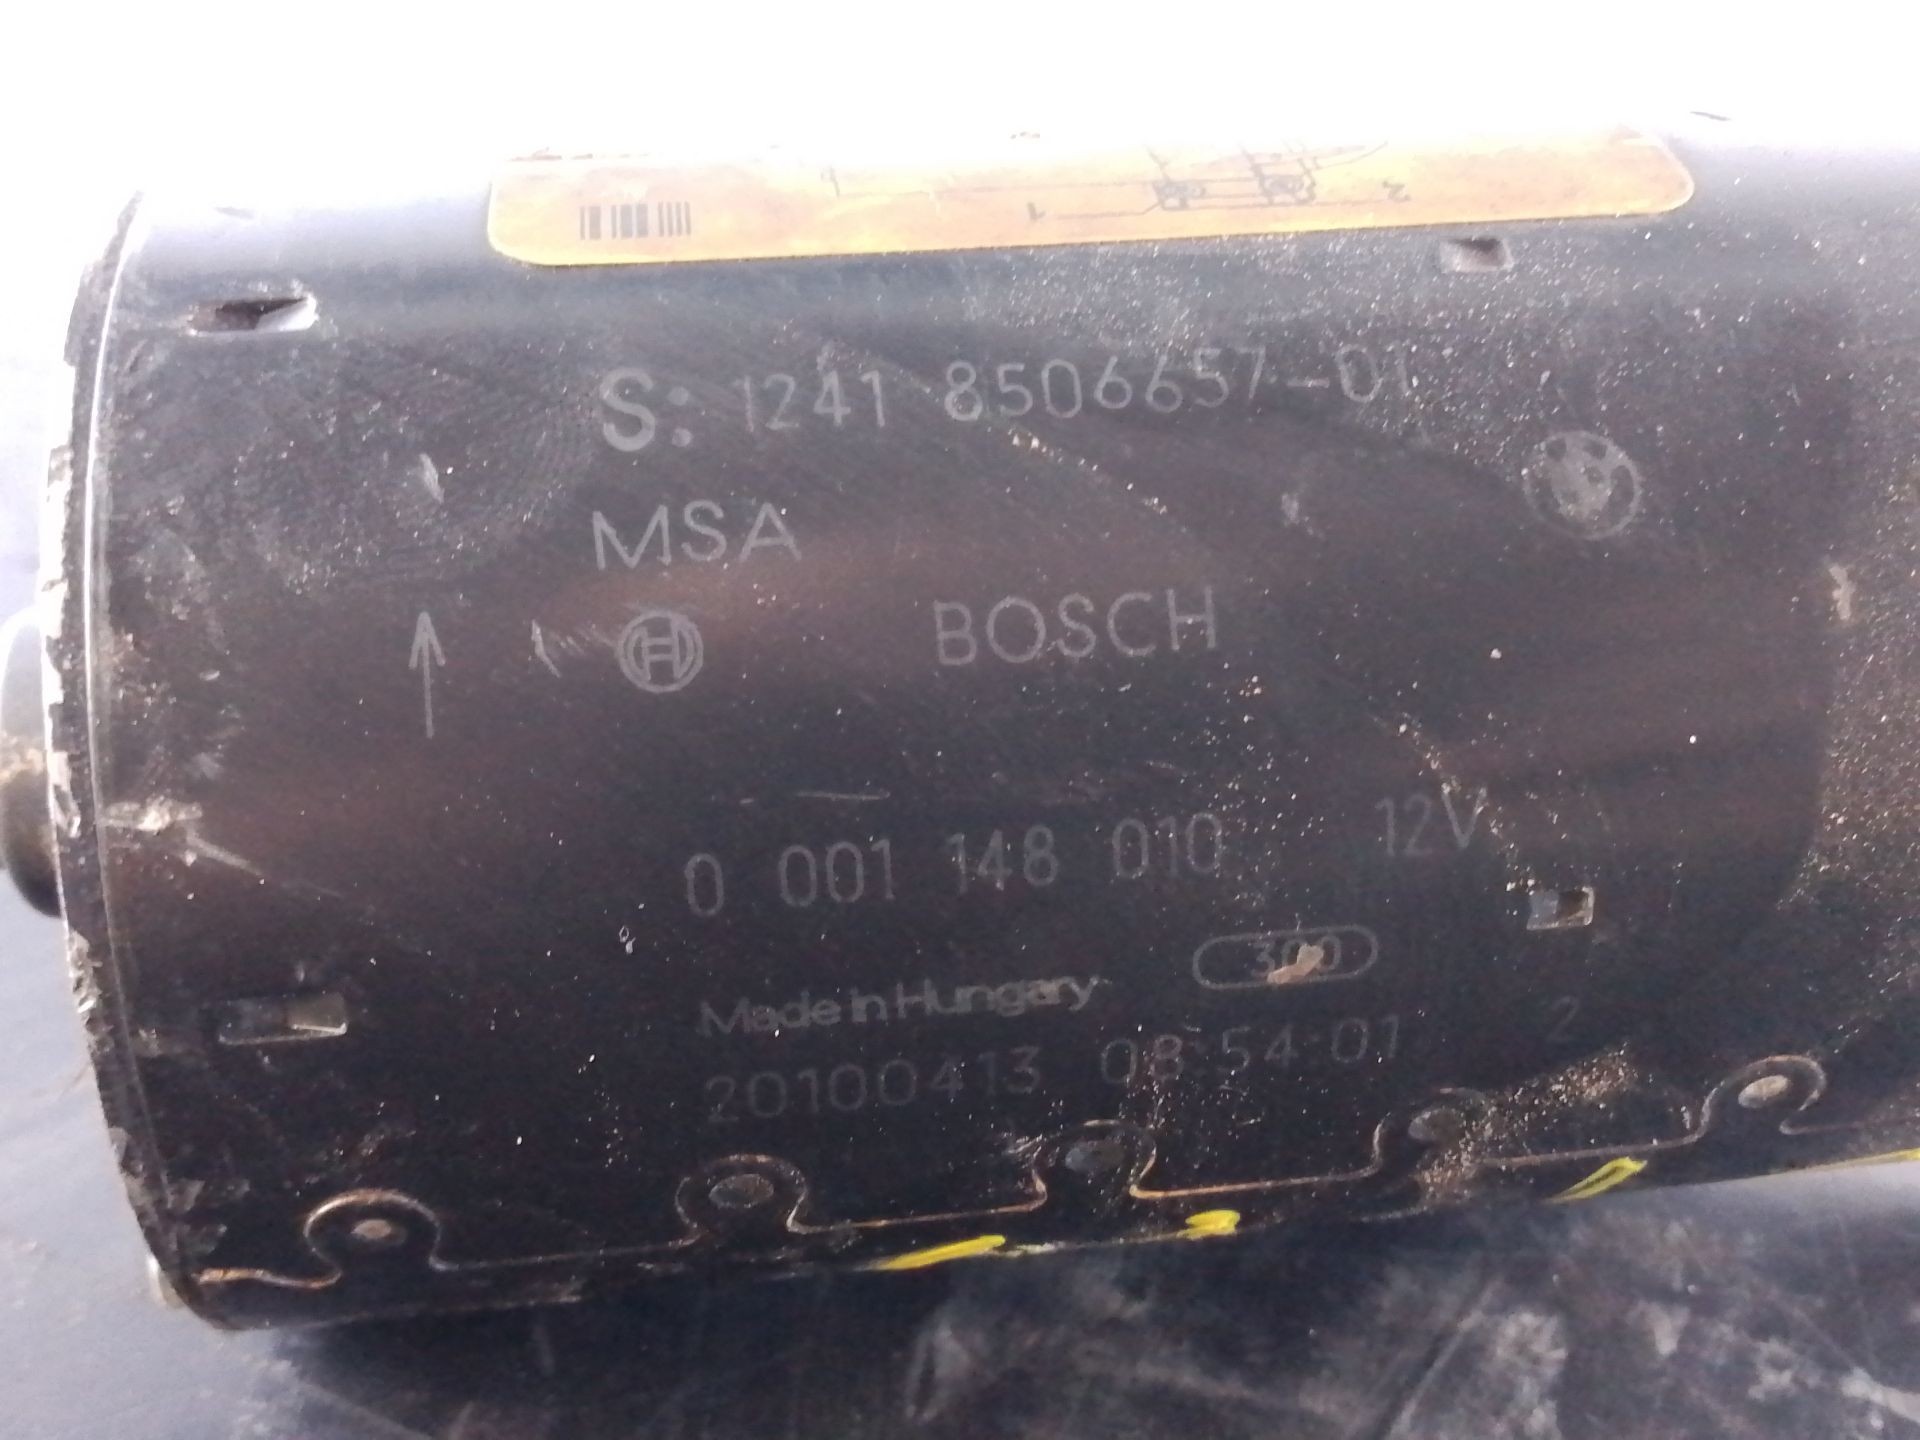 S: 1241 8506657-01
MSA
BOSCH
0 001 148 010 12V
300
Made in Hungary
20100413 08:54:01 2